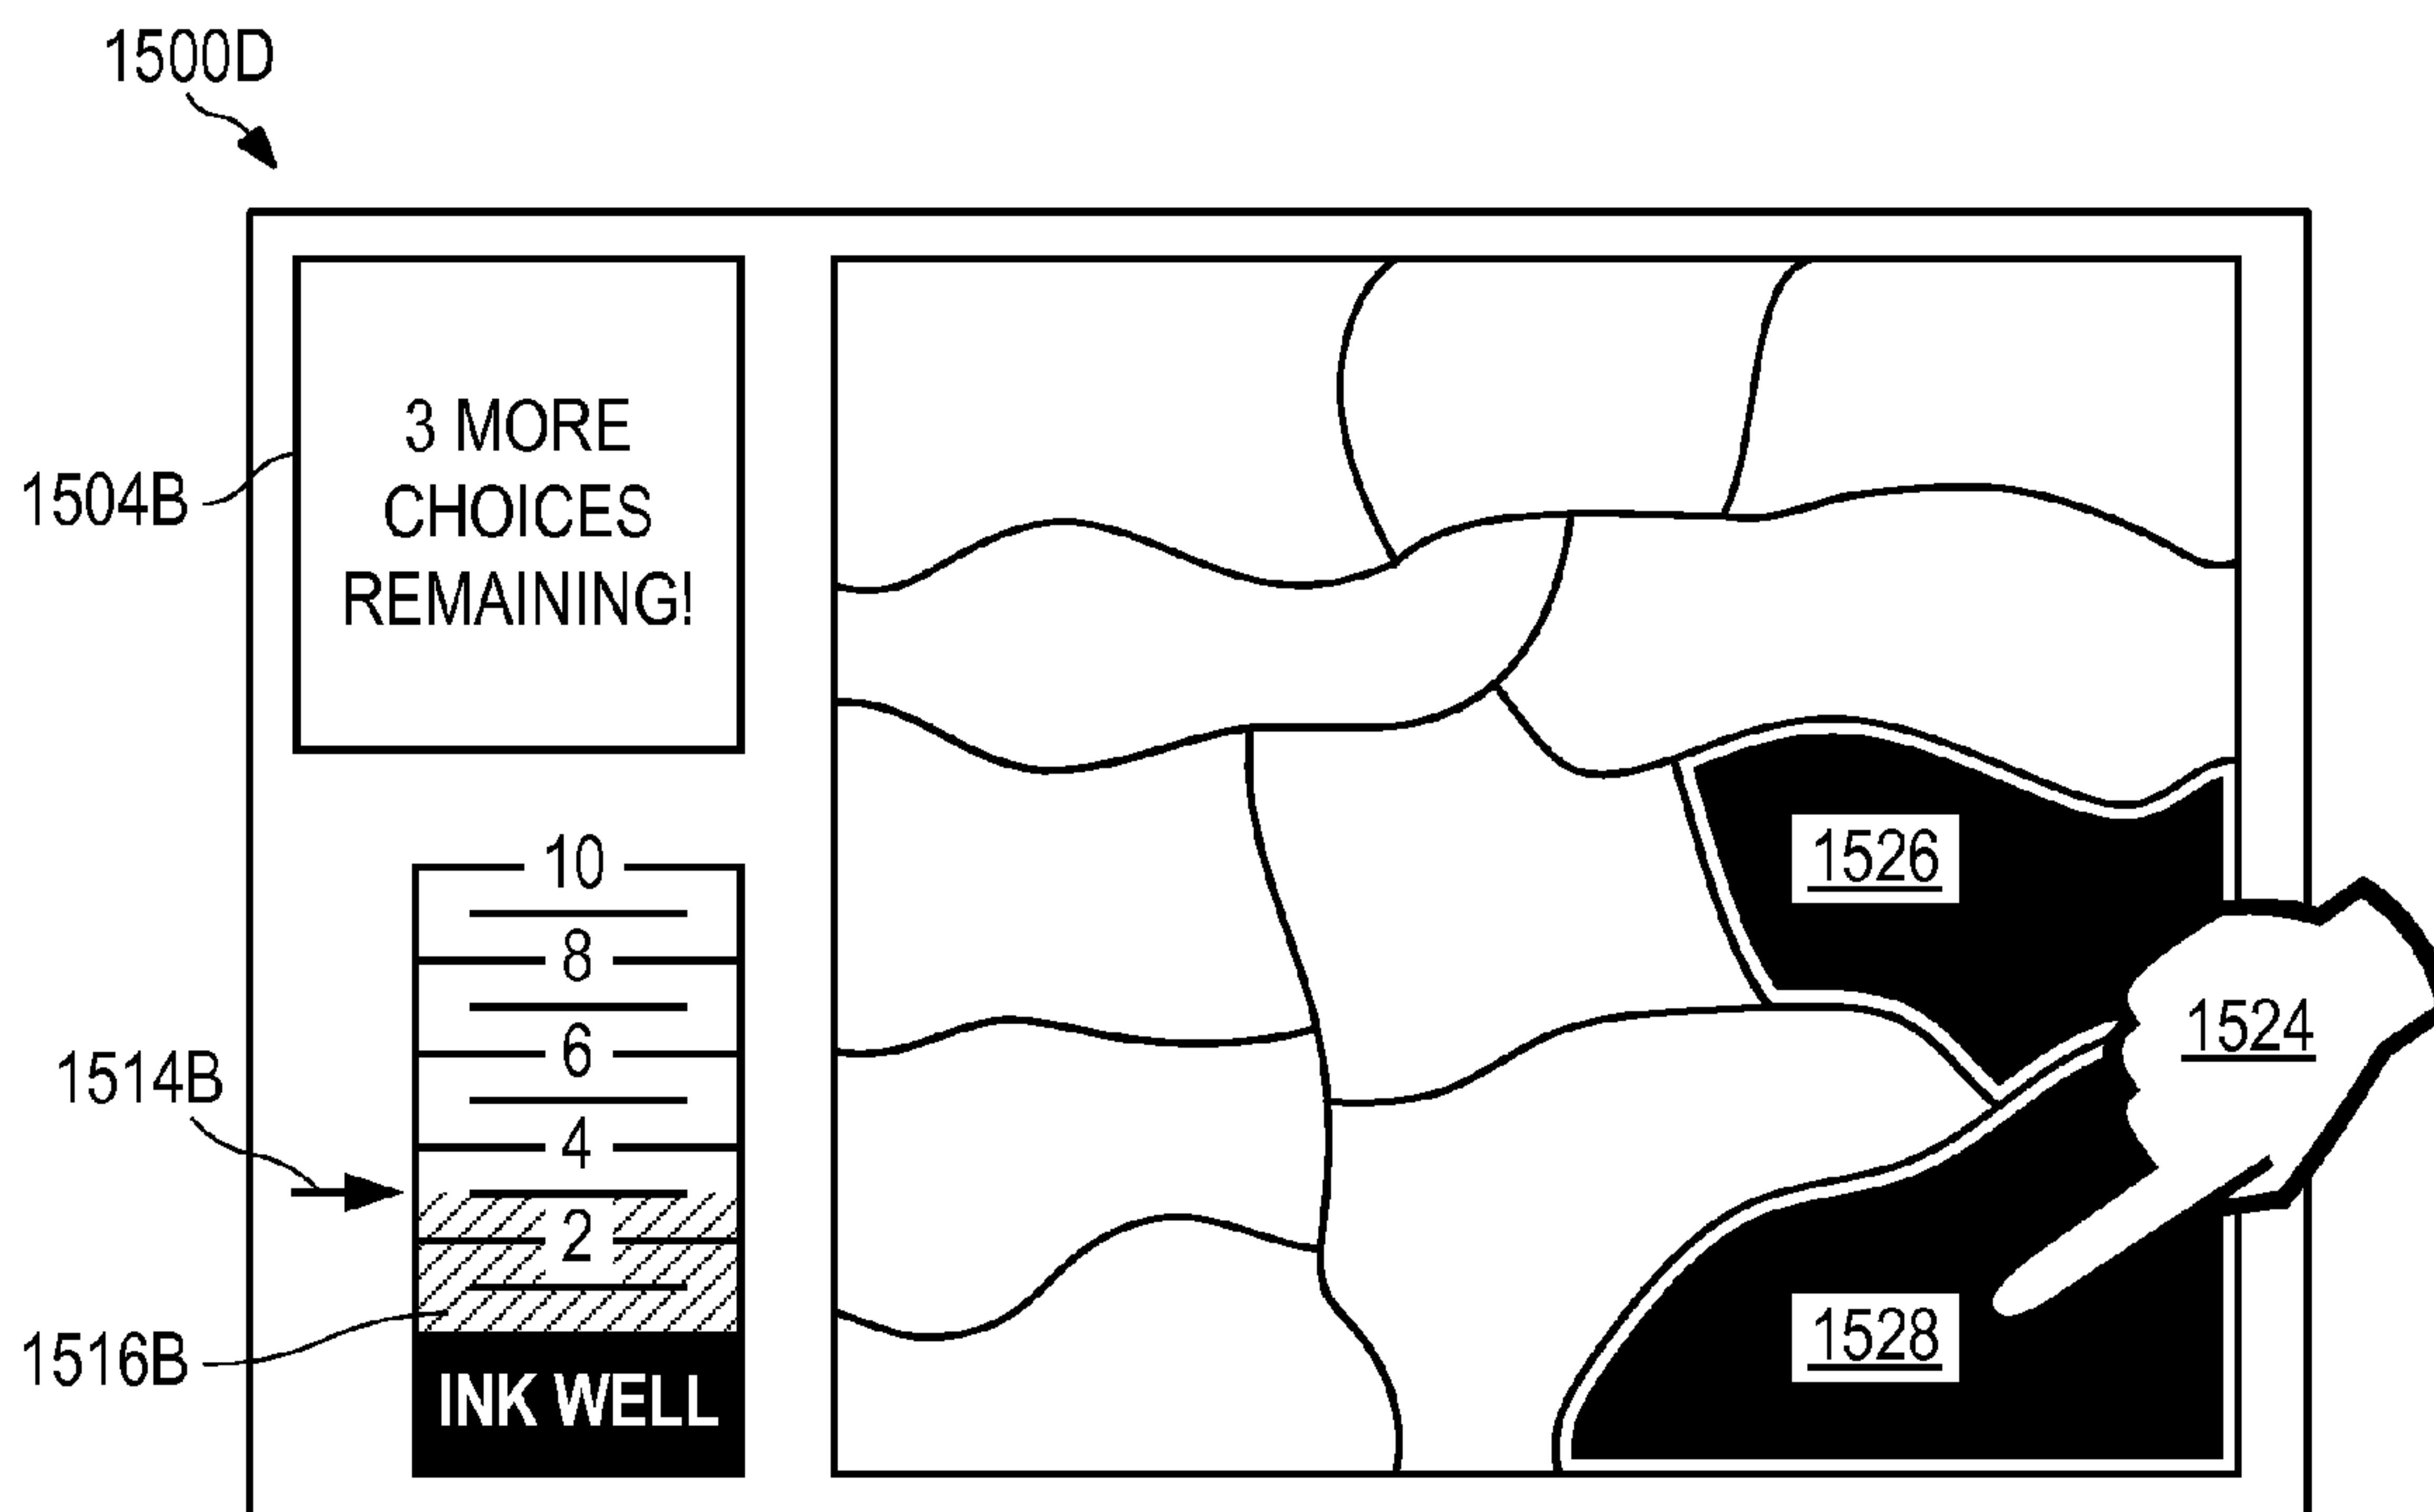 1500D
1504B
3 MORE
CHOICES
REMAINING!
10
8
6
4
2
1514B
1516B
INK WELL
1526
1524
1528